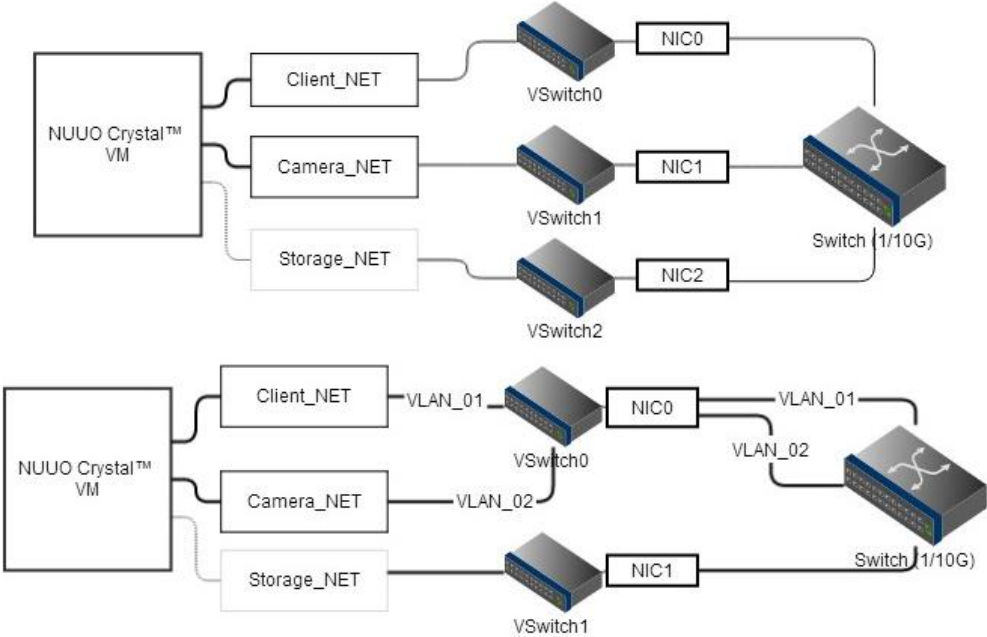 Client_NET
NIC0
VSwitch0
NUUO Crystal™
VM
Camera_NET
NIC1
VSwitch1
Switch (1/10G)
Storage_NET
NIC2
VSwitch2
Client_NET
VLAN_01
NIC0
VLAN_01
VLAN_02
VSwitch0
NUUO Crystal™
VM
Camera_NET
VLAN_02
Switch (1/10G)
Storage_NET
NIC1
VSwitch1